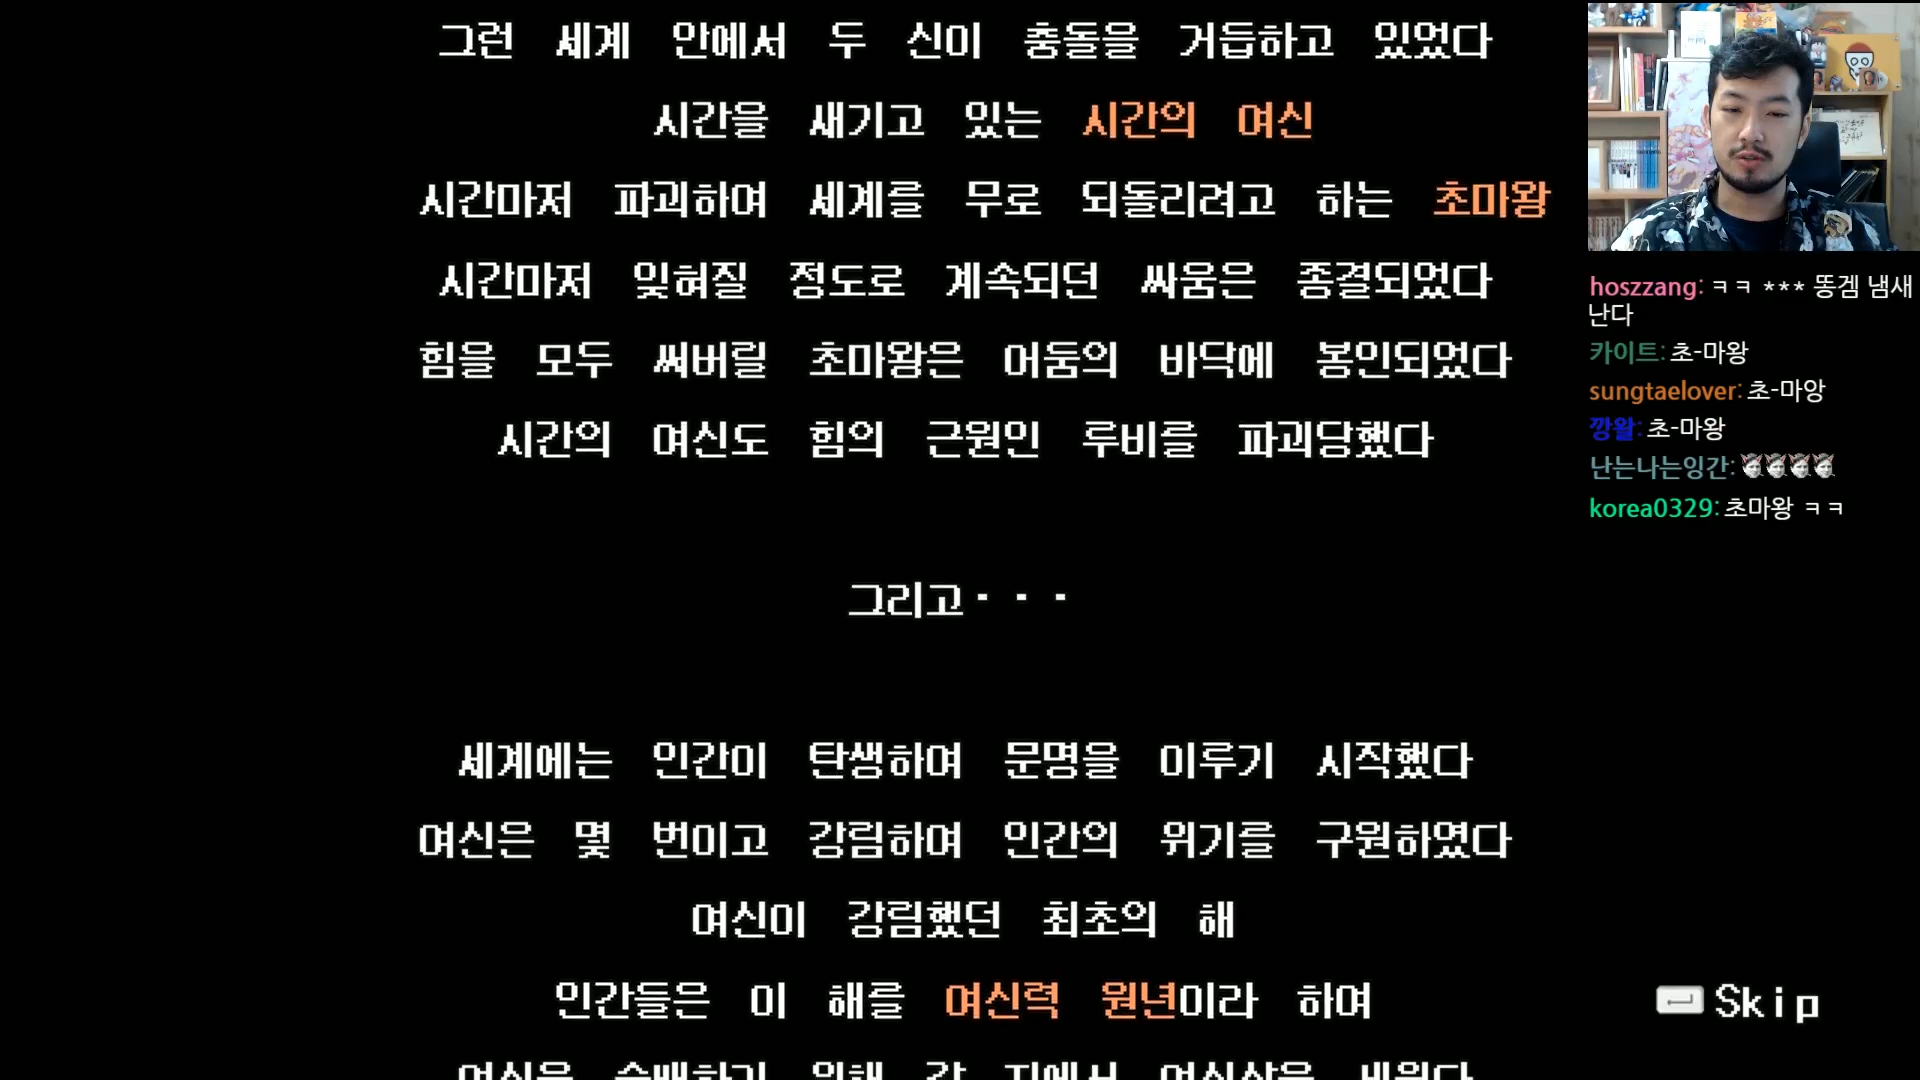 그런 세계 안에서 두 신이 충돌을 거듭하고 있었다
시간을 새기고 있는 시간의 여신
시간마저 파괴하여 세계를 무로 되돌리려고 하는 초마왕
시간마저 잊혀질 정도로 계속되던 싸움은 종결되었다
힘을 모두 써버릴 초마왕은 어둠의 바닥에 봉인되었다
시간의 여신도 힘의 근원인 루비를 파괴당했다
그리고···
세계에는 인간이 탄생하여 문명을 이루기 시작했다
여신은 몇 번이고 강림하여 인간의 위기를 구원하였다
여신이 강림했던 최초의 해
인간들은 이 해를 여신력 원년이라 하여
hoszzang: ㅋㅋ *** 똥겜 냄새
난다
카이트: 초-마왕
sungtaelover: 초-마앙
깡왈: 초-마왕
난는나는잉간:
korea0329: 초마왕 ㅋㅋ
Skip